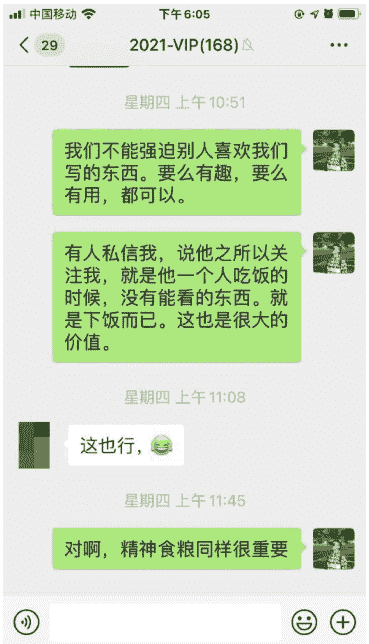 中国移动 下午 6:05
29 2021-VIP(168)
星期四 上午 10:51
我们不能强迫别人喜欢我们
写的东西。要么有趣，要么
有用，都可以。
有人私信我，说他之所以关
注我，就是他一个人吃饭的
时候，没有能看的东西。就
是下饭而已。这也是很大的
价值。
星期四 上午 11:08
这也行，😂
星期四 上午 11:45
对啊，精神食粮同样很重要